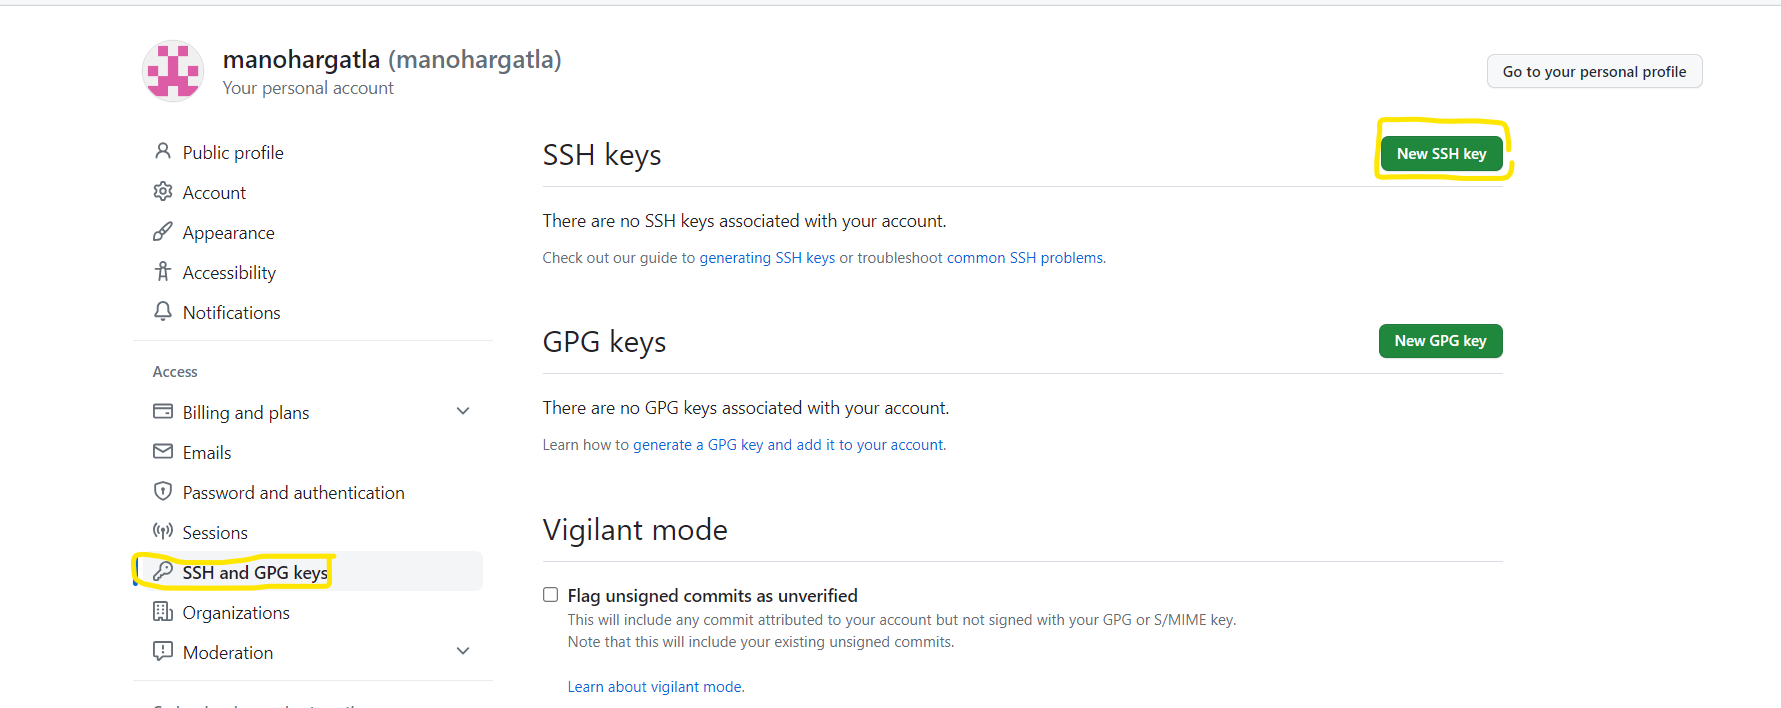 manohargatla (manohargatla)
Your personal account
Go to your personal profile
Public profile
Account
Appearance
Accessibility
Notifications
Access
Billing and plans
Emails
Password and authentication
Sessions
SSH and GPG keys
Organizations
Moderation
SSH keys
New SSH key
There are no SSH keys associated with your account.
Check out our guide to generating SSH keys or troubleshoot common SSH problems.
GPG keys
New GPG key
There are no GPG keys associated with your account.
Learn how to generate a GPG key and add it to your account.
Vigilant mode
Flag unsigned commits as unverified
This will include any commit attributed to your account but not signed with your GPG or S/MIME key.
Note that this will include your existing unsigned commits.
Learn about vigilant mode.